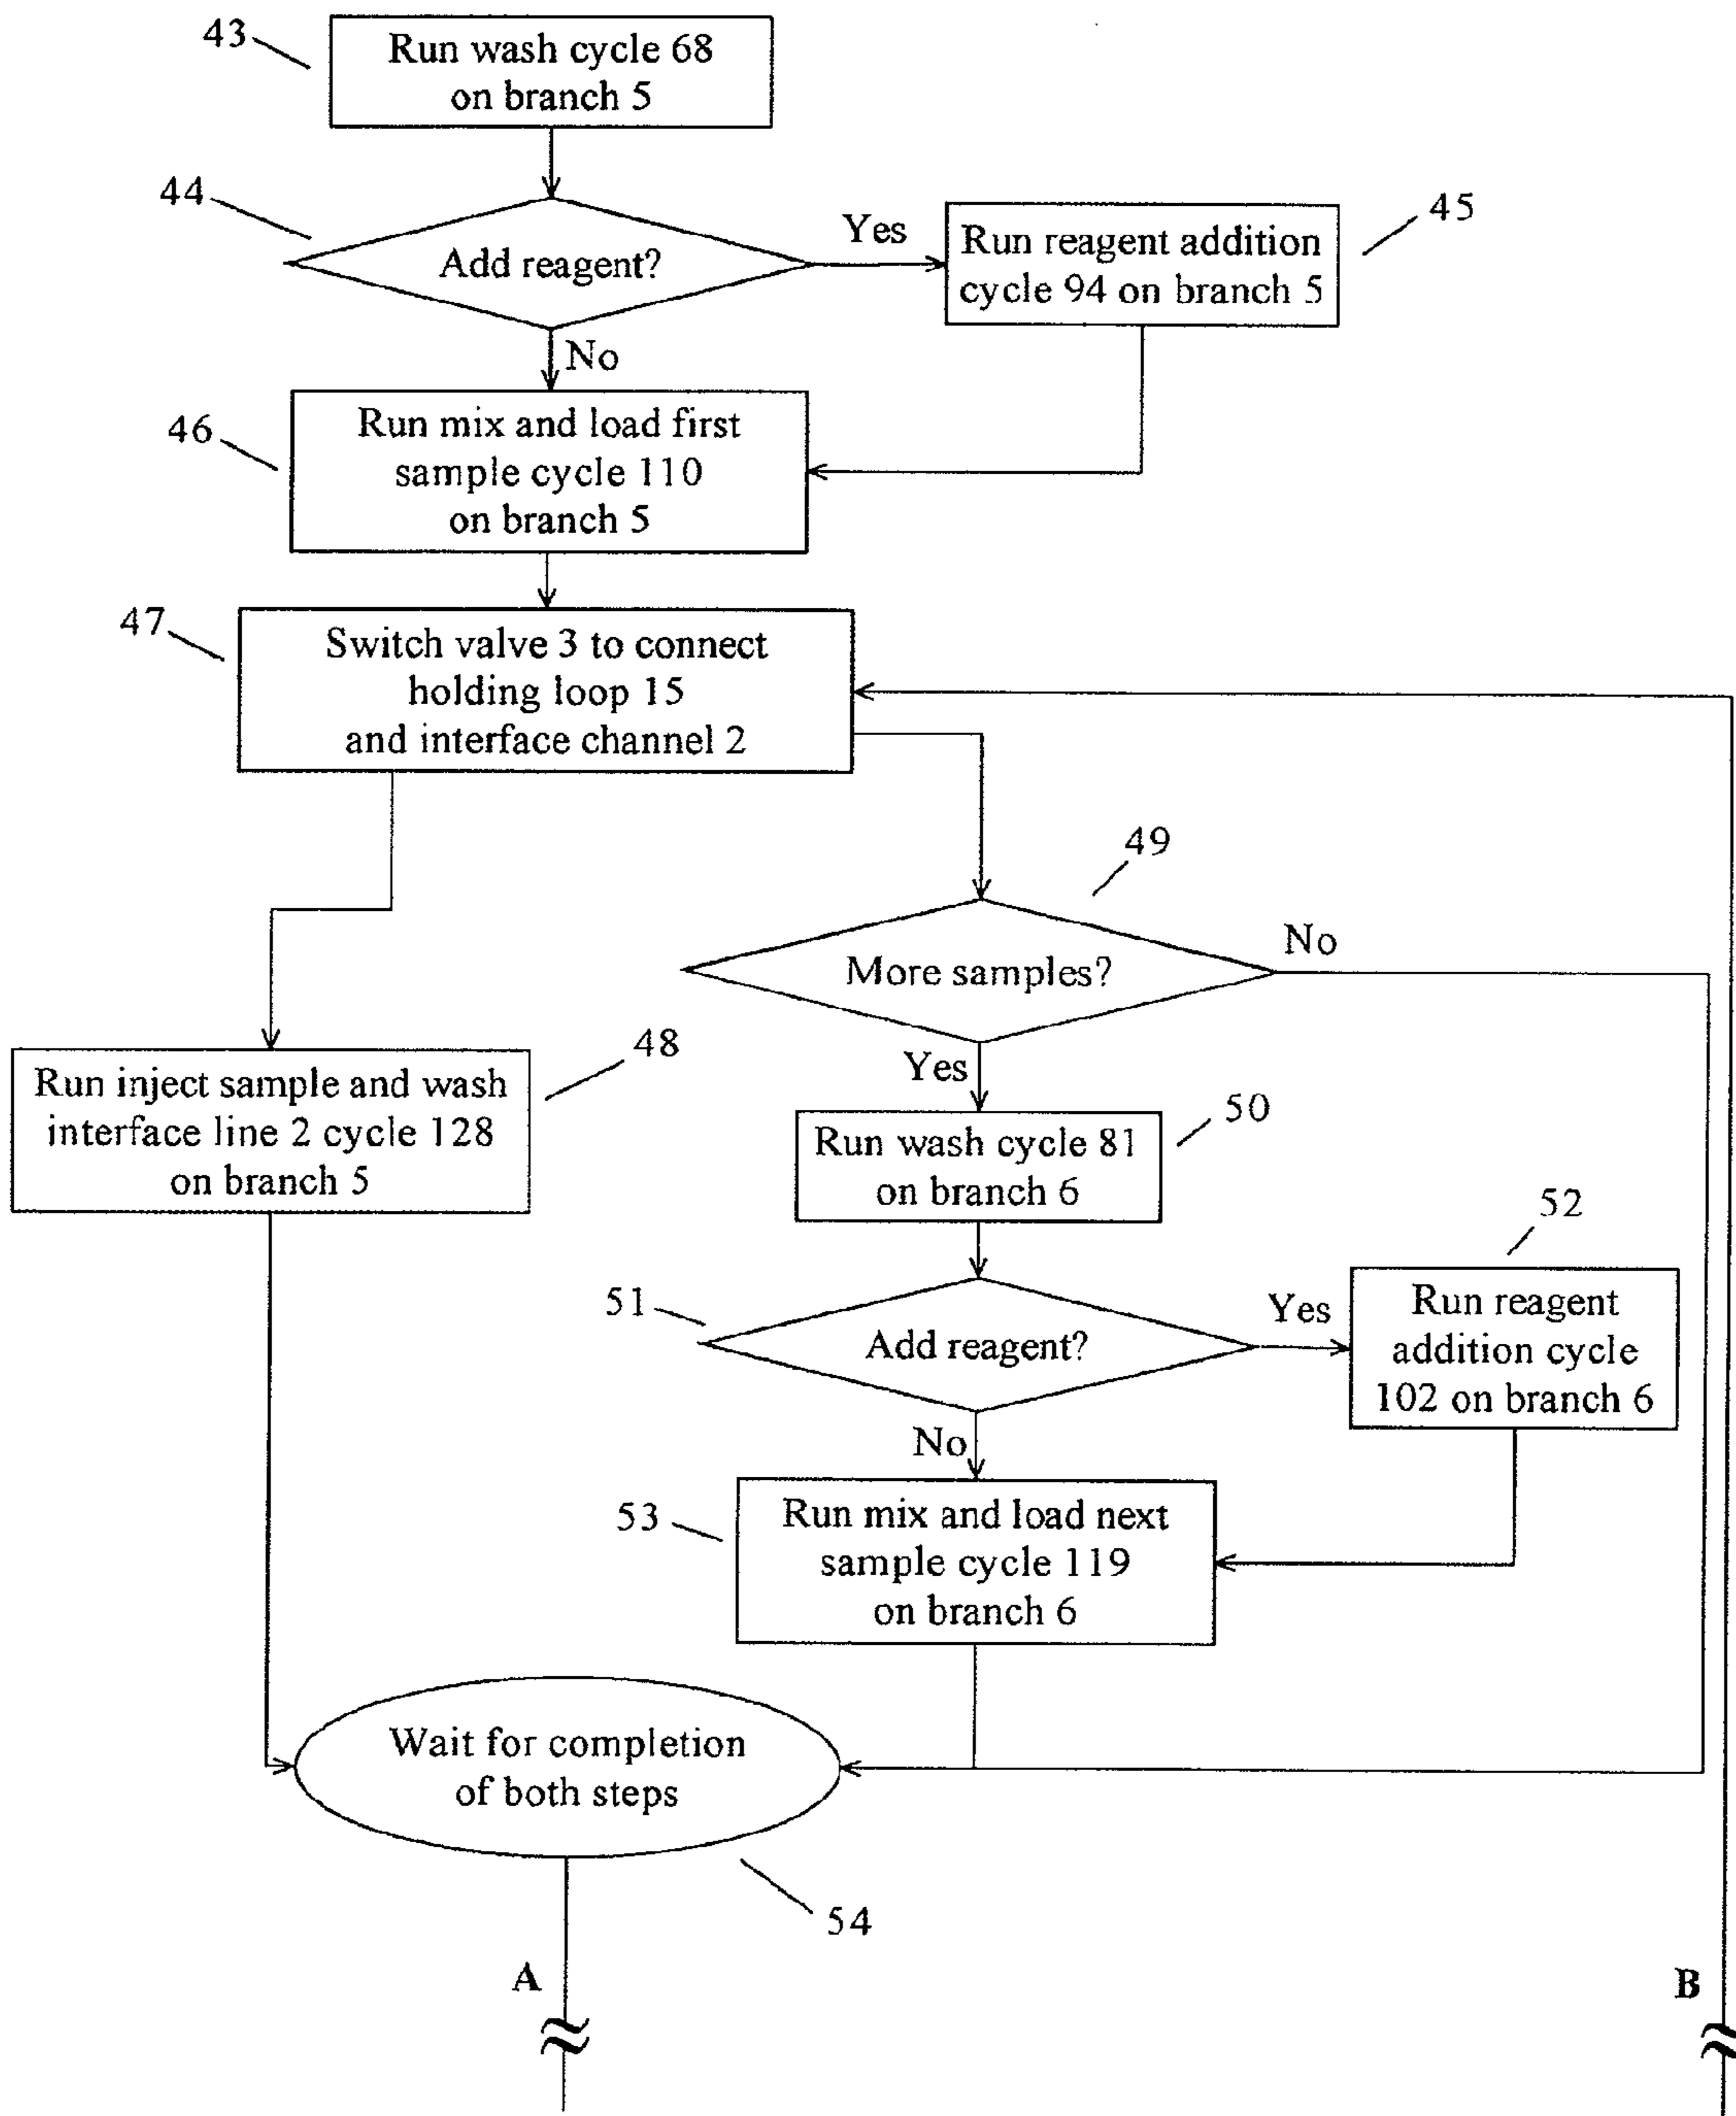 43
Run wash cycle 68
on branch 5
44
Add reagent?
Yes
45
Run reagent addition
cycle 94 on branch 5
No
46
Run mix and load first
sample cycle 110
on branch 5
47
Switch valve 3 to connect
holding loop 15
and interface channel 2
49
More samples?
No
48
Run inject sample and wash
interface line 2 cycle 128
on branch 5
Yes
50
Run wash cycle 81
on branch 6
52
51
Add reagent?
Yes
Run reagent
addition cycle
102 on branch 6
No
53
Run mix and load next
sample cycle 119
on branch 6
Wait for completion
of both steps
54
A
B